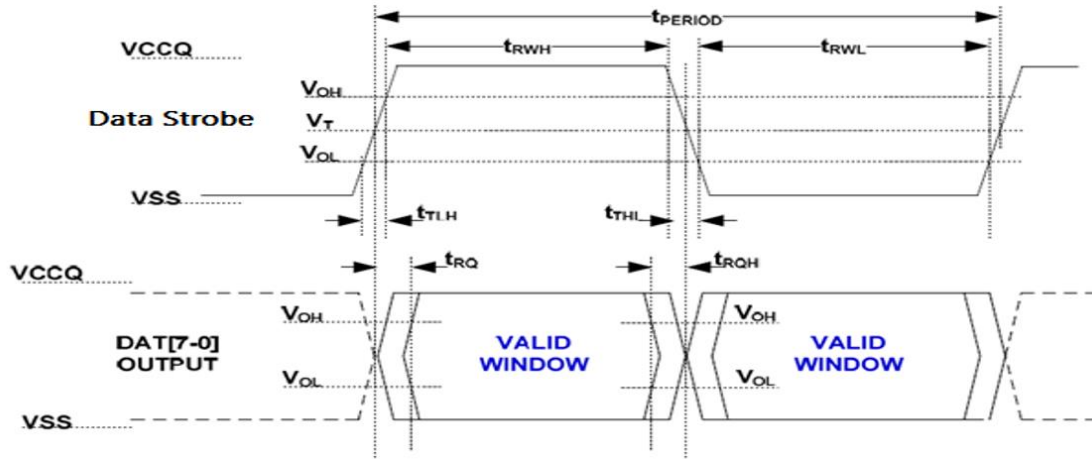 tPERIOD
VCCQ
tRWH
tRWL
VOH
Data Strobe
VT
VOL
VSS
tTLH
tTHL
tRQ
tRQH
VCCQ
VOH
VOH
DAT[7-0]
OUTPUT
VALID
WINDOW
VALID
WINDOW
VOL
VOL
VSS